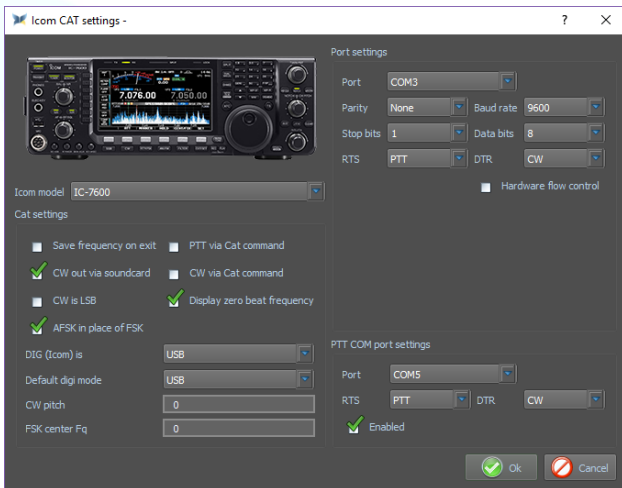 Icom CAT settings -
? 
ICOM
IC-7600
7.076.00
7.050.00
Icom model IC-7600
Cat settings
Save frequency on exit PTT via Cat command
CW out via soundcard CW via Cat command
CW is LSB Display zero beat frequency
AFSK in place of FSK
DIG (Icom) is USB
Default digi mode USB
CW pitch 0
FSK center Fq 0
Port settings
Port COM3
Parity None Baud rate 9600
Stop bits 1 Data bits 8
RTS PTT DTR CW
Hardware flow control
PTT COM port settings
Port COM5
RTS PTT DTR CW
Enabled
Ok Cancel